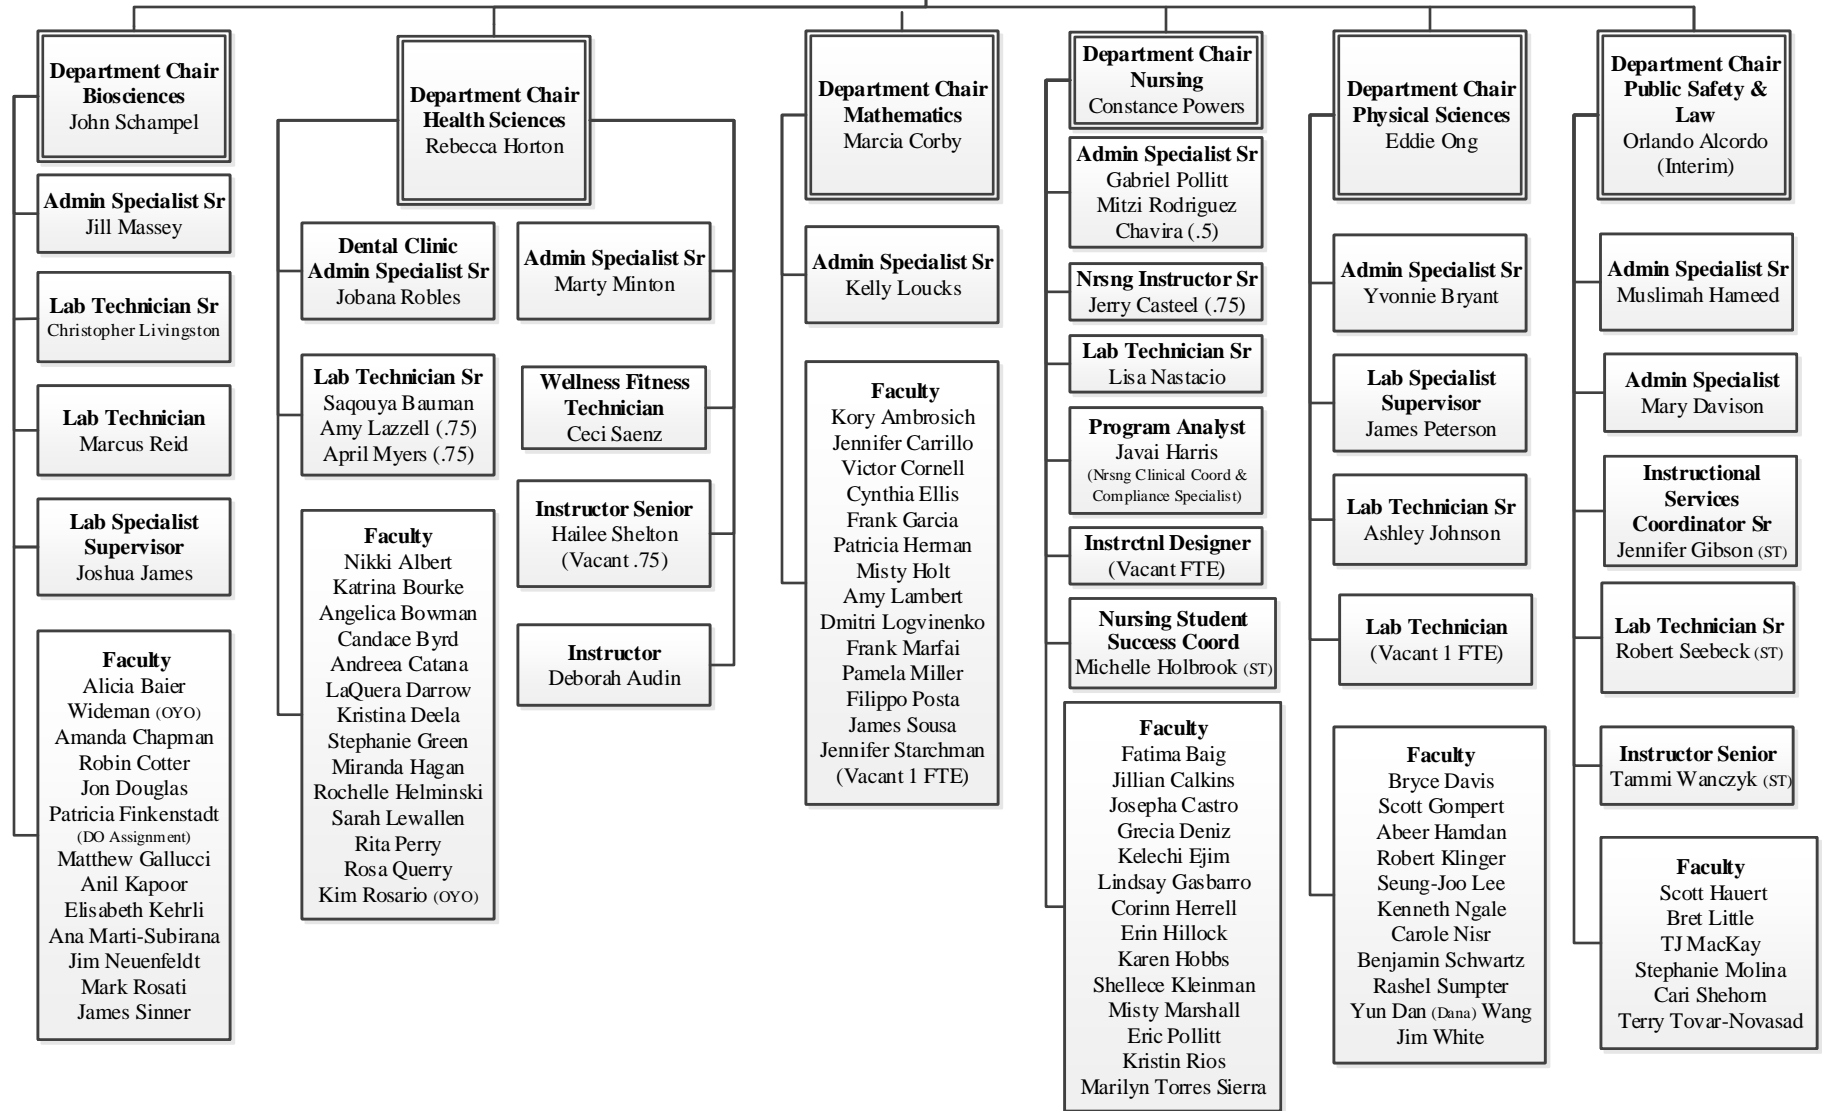 Department Chair
Biosciences
John Schampel
Admin Specialist Sr
Jill Massey
Lab Technician Sr
Christopher Livingston
Lab Technician
Marcus Reid
Lab Specialist
Supervisor
Joshua James
Faculty
Alicia Baier
Wideman (OYO)
Amanda Chapman
Robin Cotter
Jon Douglas
Patricia Finkenstadt
(DO Assignment)
Matthew Gallucci
Anil Kapoor
Elisabeth Kehrli
Ana Marti-Subirana
Jim Neuenfeldt
Mark Rosati
James Sinner
Department Chair
Health Sciences
Rebecca Horton
Dental Clinic
Admin Specialist Sr
Jobana Robles
Lab Technician Sr
Saqouya Bauman
Amy Lazzell (.75)
April Myers (.75)
Faculty
Nikki Albert
Katrina Bourke
Angelica Bowman
Candace Byrd
Andreea Catana
LaQuera Darrow
Kristina Deela
Stephanie Green
Miranda Hagan
Rochelle Helminski
Sarah Lewallen
Rita Perry
Rosa Querry
Kim Rosario (OYO)
Admin Specialist Sr
Marty Minton
Wellness Fitness
Technician
Ceci Saenz
Instructor Senior
Hailee Shelton
(Vacant .75)
Instructor
Deborah Audin
Department Chair
Mathematics
Marcia Corby
Admin Specialist Sr
Kelly Loucks
Faculty
Kory Ambrosich
Jennifer Carrillo
Victor Cornell
Cynthia Ellis
Frank Garcia
Patricia Herman
Misty Holt
Amy Lambert
Dmitri Logvinenko
Frank Marfai
Pamela Miller
Filippo Posta
James Sousa
Jennifer Starchman
(Vacant 1 FTE)
Department Chair
Nursing
Constance Powers
Admin Specialist Sr
Gabriel Pollitt
Mitzi Rodriguez
Chavira (.5)
Nrsng Instructor Sr
Jerry Casteel (.75)
Lab Technician Sr
Lisa Nastacio
Program Analyst
Javai Harris
(Nrsng Clinical Coord &
Compliance Specialist)
Instrctnl Designer
(Vacant FTE)
Nursing Student
Success Coord
Michelle Holbrook (ST)
Faculty
Fatima Baig
Jillian Calkins
Josepha Castro
Grecia Deniz
Kelechi Ejim
Lindsay Gasbarro
Corinn Herrell
Erin Hillock
Karen Hobbs
Shellece Kleinman
Misty Marshall
Eric Pollitt
Kristin Rios
Marilyn Torres Sierra
Department Chair
Physical Sciences
Eddie Ong
Admin Specialist Sr
Yvonnie Bryant
Lab Specialist
Supervisor
James Peterson
Lab Technician Sr
Ashley Johnson
Lab Technician
(Vacant 1 FTE)
Faculty
Bryce Davis
Scott Gompert
Abeer Hamdan
Robert Klinger
Seung-Joo Lee
Kenneth Ngale
Carole Nisr
Benjamin Schwartz
Rashel Sumpter
Yun Dan (Dana) Wang
Jim White
Department Chair
Public Safety &
Law
Orlando Alcordo
(Interim)
Admin Specialist Sr
Muslimah Hameed
Admin Specialist
Mary Davison
Instructional
Services
Coordinator Sr
Jennifer Gibson (ST)
Lab Technician Sr
Robert Seebeck (ST)
Instructor Senior
Tammi Wanczyk (ST)
Faculty
Scott Hauert
Bret Little
TJ MacKay
Stephanie Molina
Cari Shehorn
Terry Tovar-Novasad